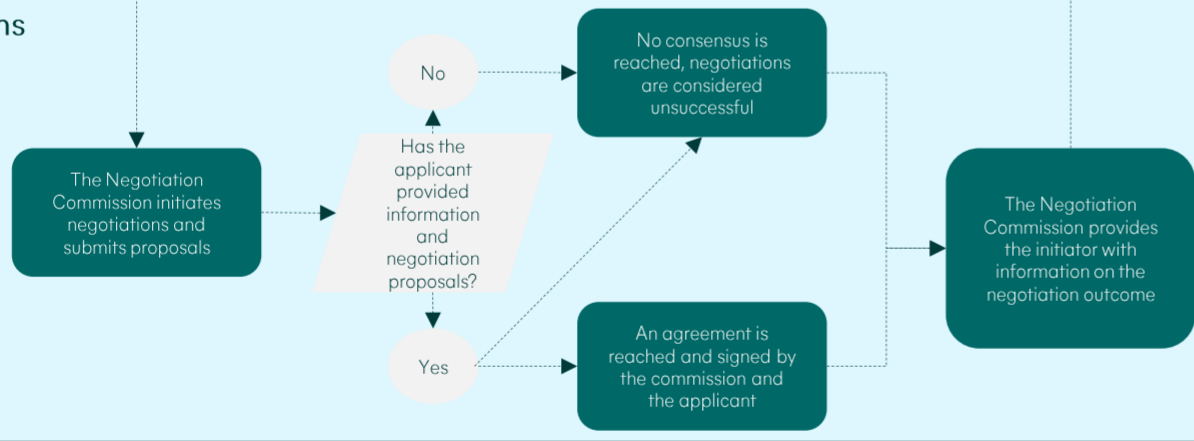 ns
The Negotiation
Commission initiates
negotiations and
submits proposals
No
Has the
applicant
provided
information
and
negotiation
proposals?
Yes
No consensus is
reached, negotiations
are considered
unsuccessful
An agreement is
reached and signed by
the commission and
the applicant
The Negotiation
Commission provides
the initiator with
information on the
negotiation outcome